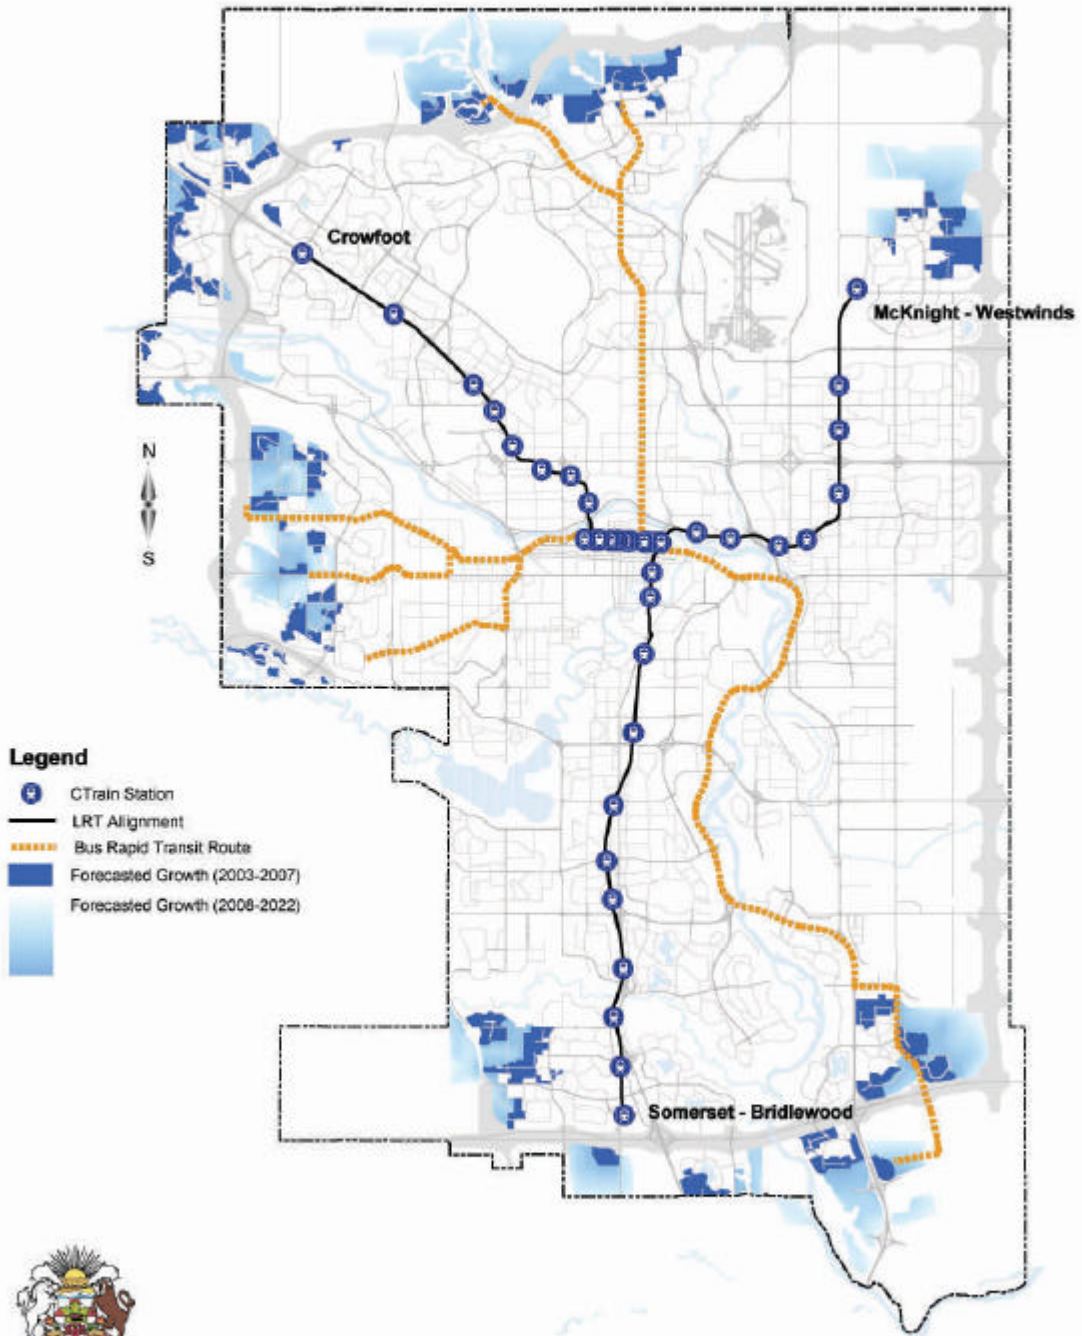 Crowfoot
McKnight - Westwinds
N
S
Legend
CTrain Station
LRT Allignment
Bus Rapid Transit Route
Forecasted Growth (2003-2007)
Forecasted Growth (2008-2022)
Somerset - Bridlewood